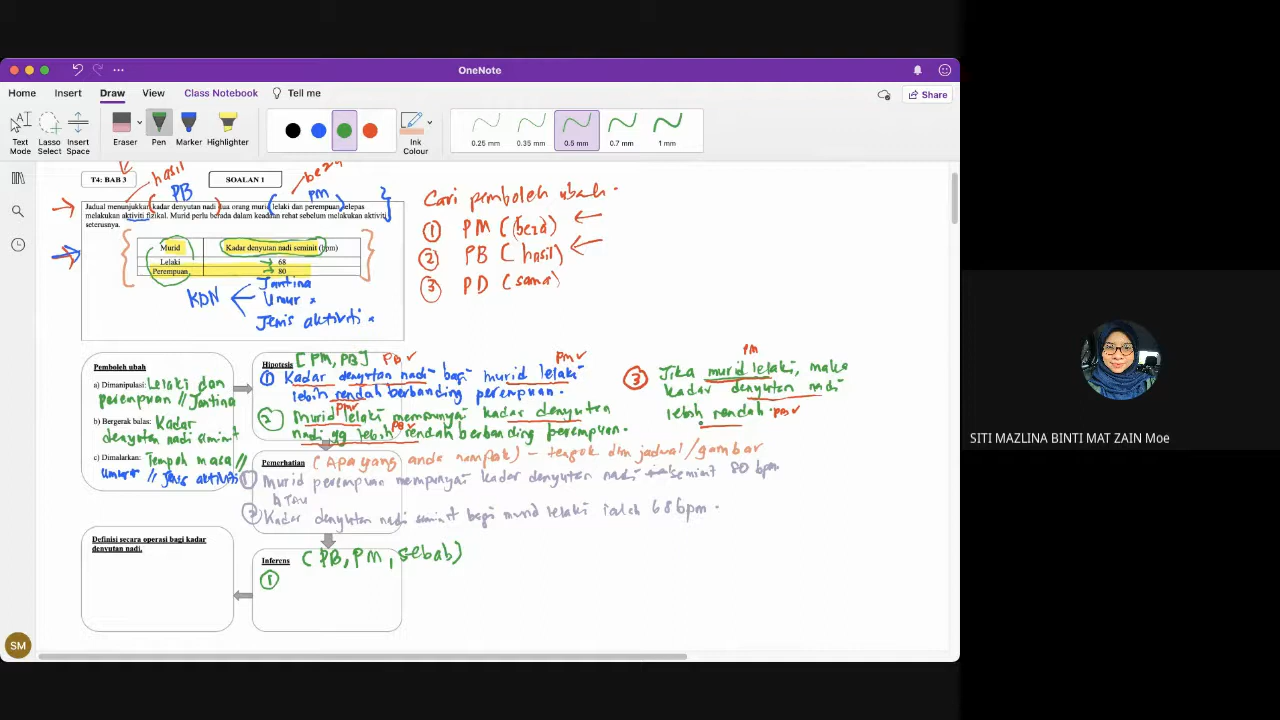 OneNote
Home Insert Draw View Class Notebook Tell me
Share
Text Mode
Lasso Select
Insert Space
Eraser
Pen
Marker
Highlighter
Ink Colour
0.25 mm
0.35 mm
0.5 mm
0.7 mm
1 mm
T4: BAB 3
hasil
SOALAN 1
beza
PB
PM
Jadual menunjukkan kadar denyutan nadi dua orang murid lelaki dan perempuan selepas
melakukan aktiviti fizikal. Murid perlu berada dalam keadaan rehat sebelum melakukan aktiviti
seterusnya.
Murid Kadar denyutan nadi seminit (bpm)
Lelaki → 68
Perempuan → 80
KDN
Jantina
Umur ×
Jenis aktiviti ×
Cari pemboleh ubah.
① PM (beza)
② PB (hasil)
③ PD (sama)
Pemboleh ubah
a) Dimanipulasi: Lelaki dan
perempuan // Jantina
b) Bergerak balas: Kadar
denyutan nadi seminit
c) Dimalarkan: Tempoh masa //
umur // Jenis aktiviti
Hipotesis [PM, PB] PB ✓ PM ✓
① Kadar denyutan nadi bagi murid lelaki
lebih rendah berbanding perempuan.
PM ✓
② Murid lelaki mempunyai kadar denyutan
PB ✓
nadi yg lebih rendah berbanding perempuan.
PM
③ Jika murid lelaki, maka
kadar denyutan nadi
lebih rendah. PB ✓
Pemerhatian (Apa yang anda nampak) - tengok dlm jadual/gambar
① Murid perempuan mempunyai kadar denyutan nadi seminit 80 bpm
ATAU
② Kadar denyutan nadi seminit bagi murid lelaki ialah 68 bpm.
Definisi secara operasi bagi kadar
denyutan nadi.
Inferens (PB, PM, sebab)
①
SM
SITI MAZLINA BINTI MAT ZAIN Moe